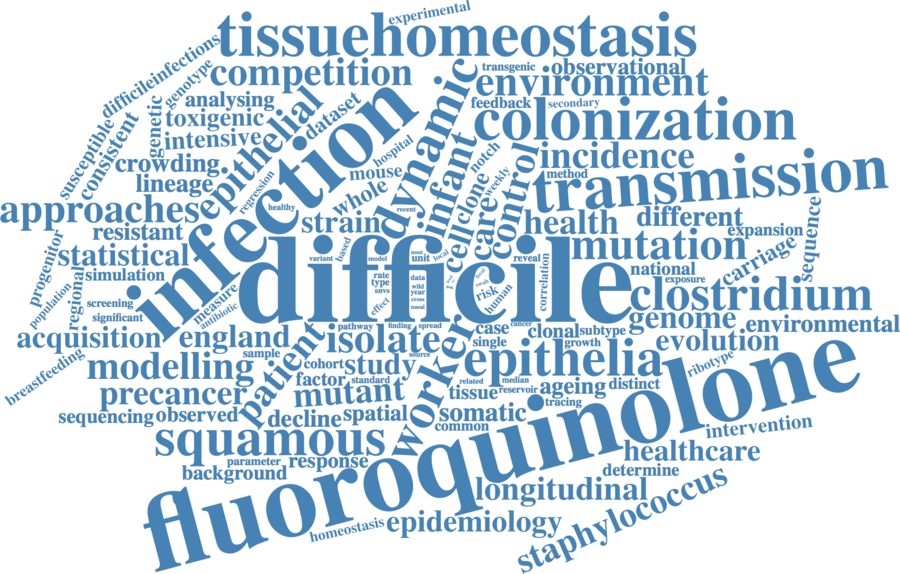 experimental
tissuehomeostasis
difficileinfections
competition
transgenic
observational
genotype
environment
analysing
feedback
secondary
genetic
toxigenic
dataset
dynamic
colonization
susceptible
consistent
intensive
epithelial
infection
hospital
notch
incidence
crowding
mouse
infant
weekly
control
method
lineage
regression
whole
cellclone
care
transmission
approaches
healthy
recent
strain
health
different
sequence
resistant
expansion
progenitor
statistical
based
mutation
carriage
simulation
variant
model
unit
local
difficile
reveal
correlation
national
exposure
population
regional
measure
antibiotic
rate
type
snvs
effect
data
wild
year
cross
nasal
swab
risk
human
clostridium
screening
significant
genome
environmental
acquisition
england
pathway
finding
spread
isolate
case
cancer
clonal
subtype
single
growth
evolution
breastfeeding
modelling
sample
patient
cohort
study
source
worker
epithelia
ribotype
precancer
factor
standard
mutant
related
median
reservoir
tissue
ageing
distinct
tracing
sequencing
observed
decline
spatial
somatic
common
squamous
fluoroquinolone
intervention
parameter
response
background
healthcare
determine
longitudinal
staphylococcus
homeostasis
epidemiology